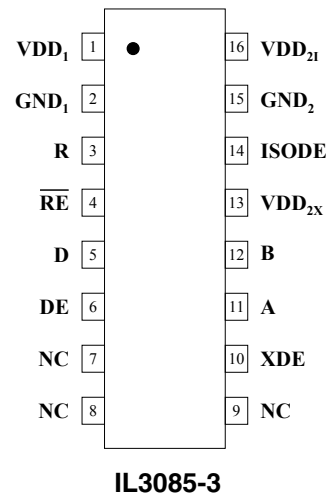 VDD₁ 1 16 VDD₂I
GND₁ 2 15 GND₂
R 3 14 ISODE
R̅E̅ 4 13 VDD₂X
D 5 12 B
DE 6 11 A
NC 7 10 XDE
NC 8 9 NC
IL3085-3